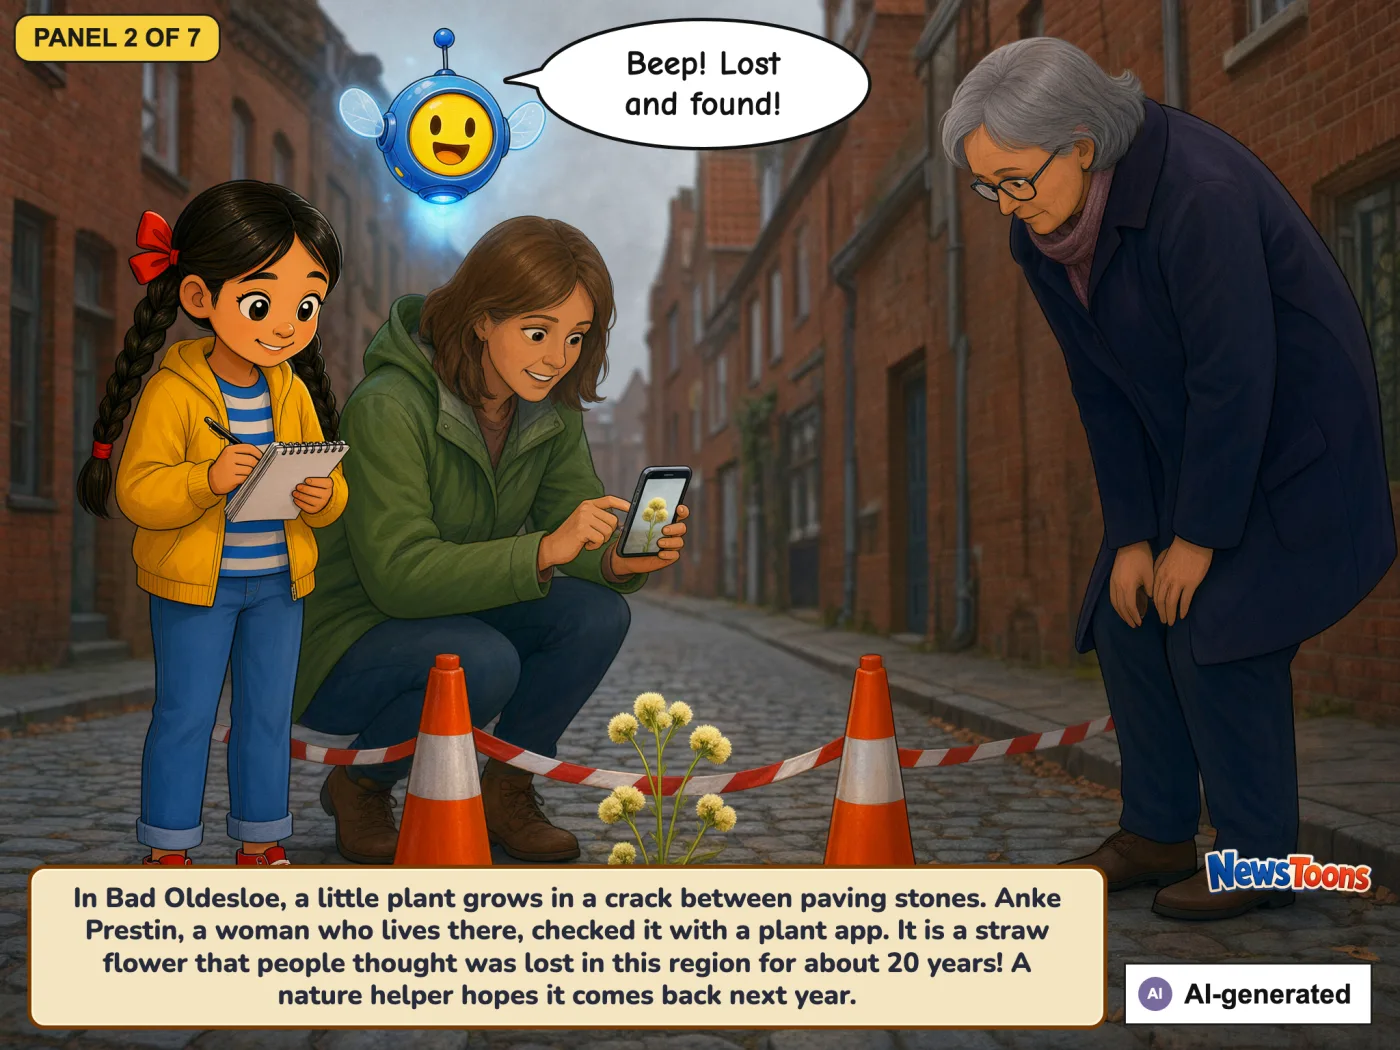 PANEL 2 OF 7
Beep! Lost
and found!
In Bad Oldesloe, a little plant grows in a crack between paving stones. Anke
Prestin, a woman who lives there, checked it with a plant app. It is a straw
flower that people thought was lost in this region for about 20 years! A
nature helper hopes it comes back next year.
NewsToons
AI AI-generated